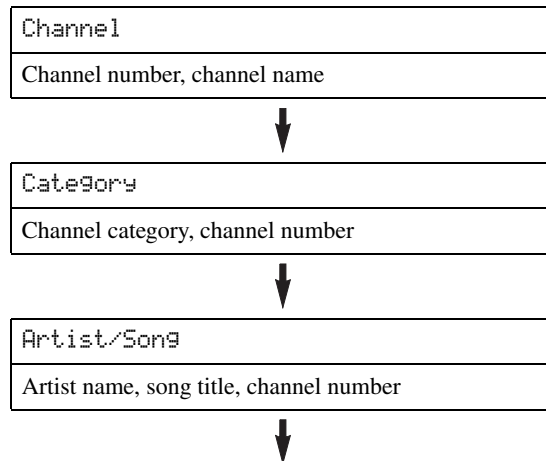 Channel
Channel number, channel name
Category
Channel category, channel number
Artist/Song
Artist name, song title, channel number